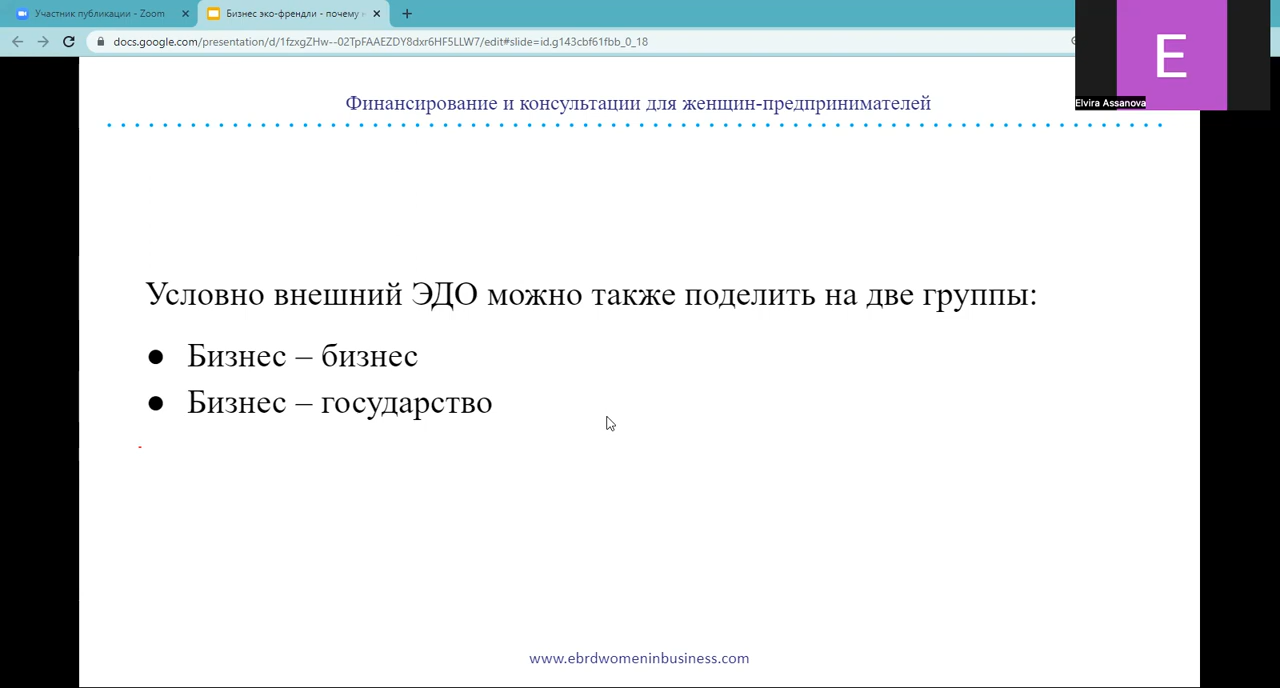 Участник публикации - Zoom
Бизнес эко-френдли - почему
docs.google.com/presentation/d/1fzxgZHw--02TpFAAEZDY8dxr6HF5LLW7/edit#slide=id.g143cbf61fbb_0_18
E
Elvira Assanova
Финансирование и консультации для женщин-предпринимателей
Условно внешний ЭДО можно также поделить на две группы:
● Бизнес – бизнес
● Бизнес – государство
www.ebrdwomeninbusiness.com